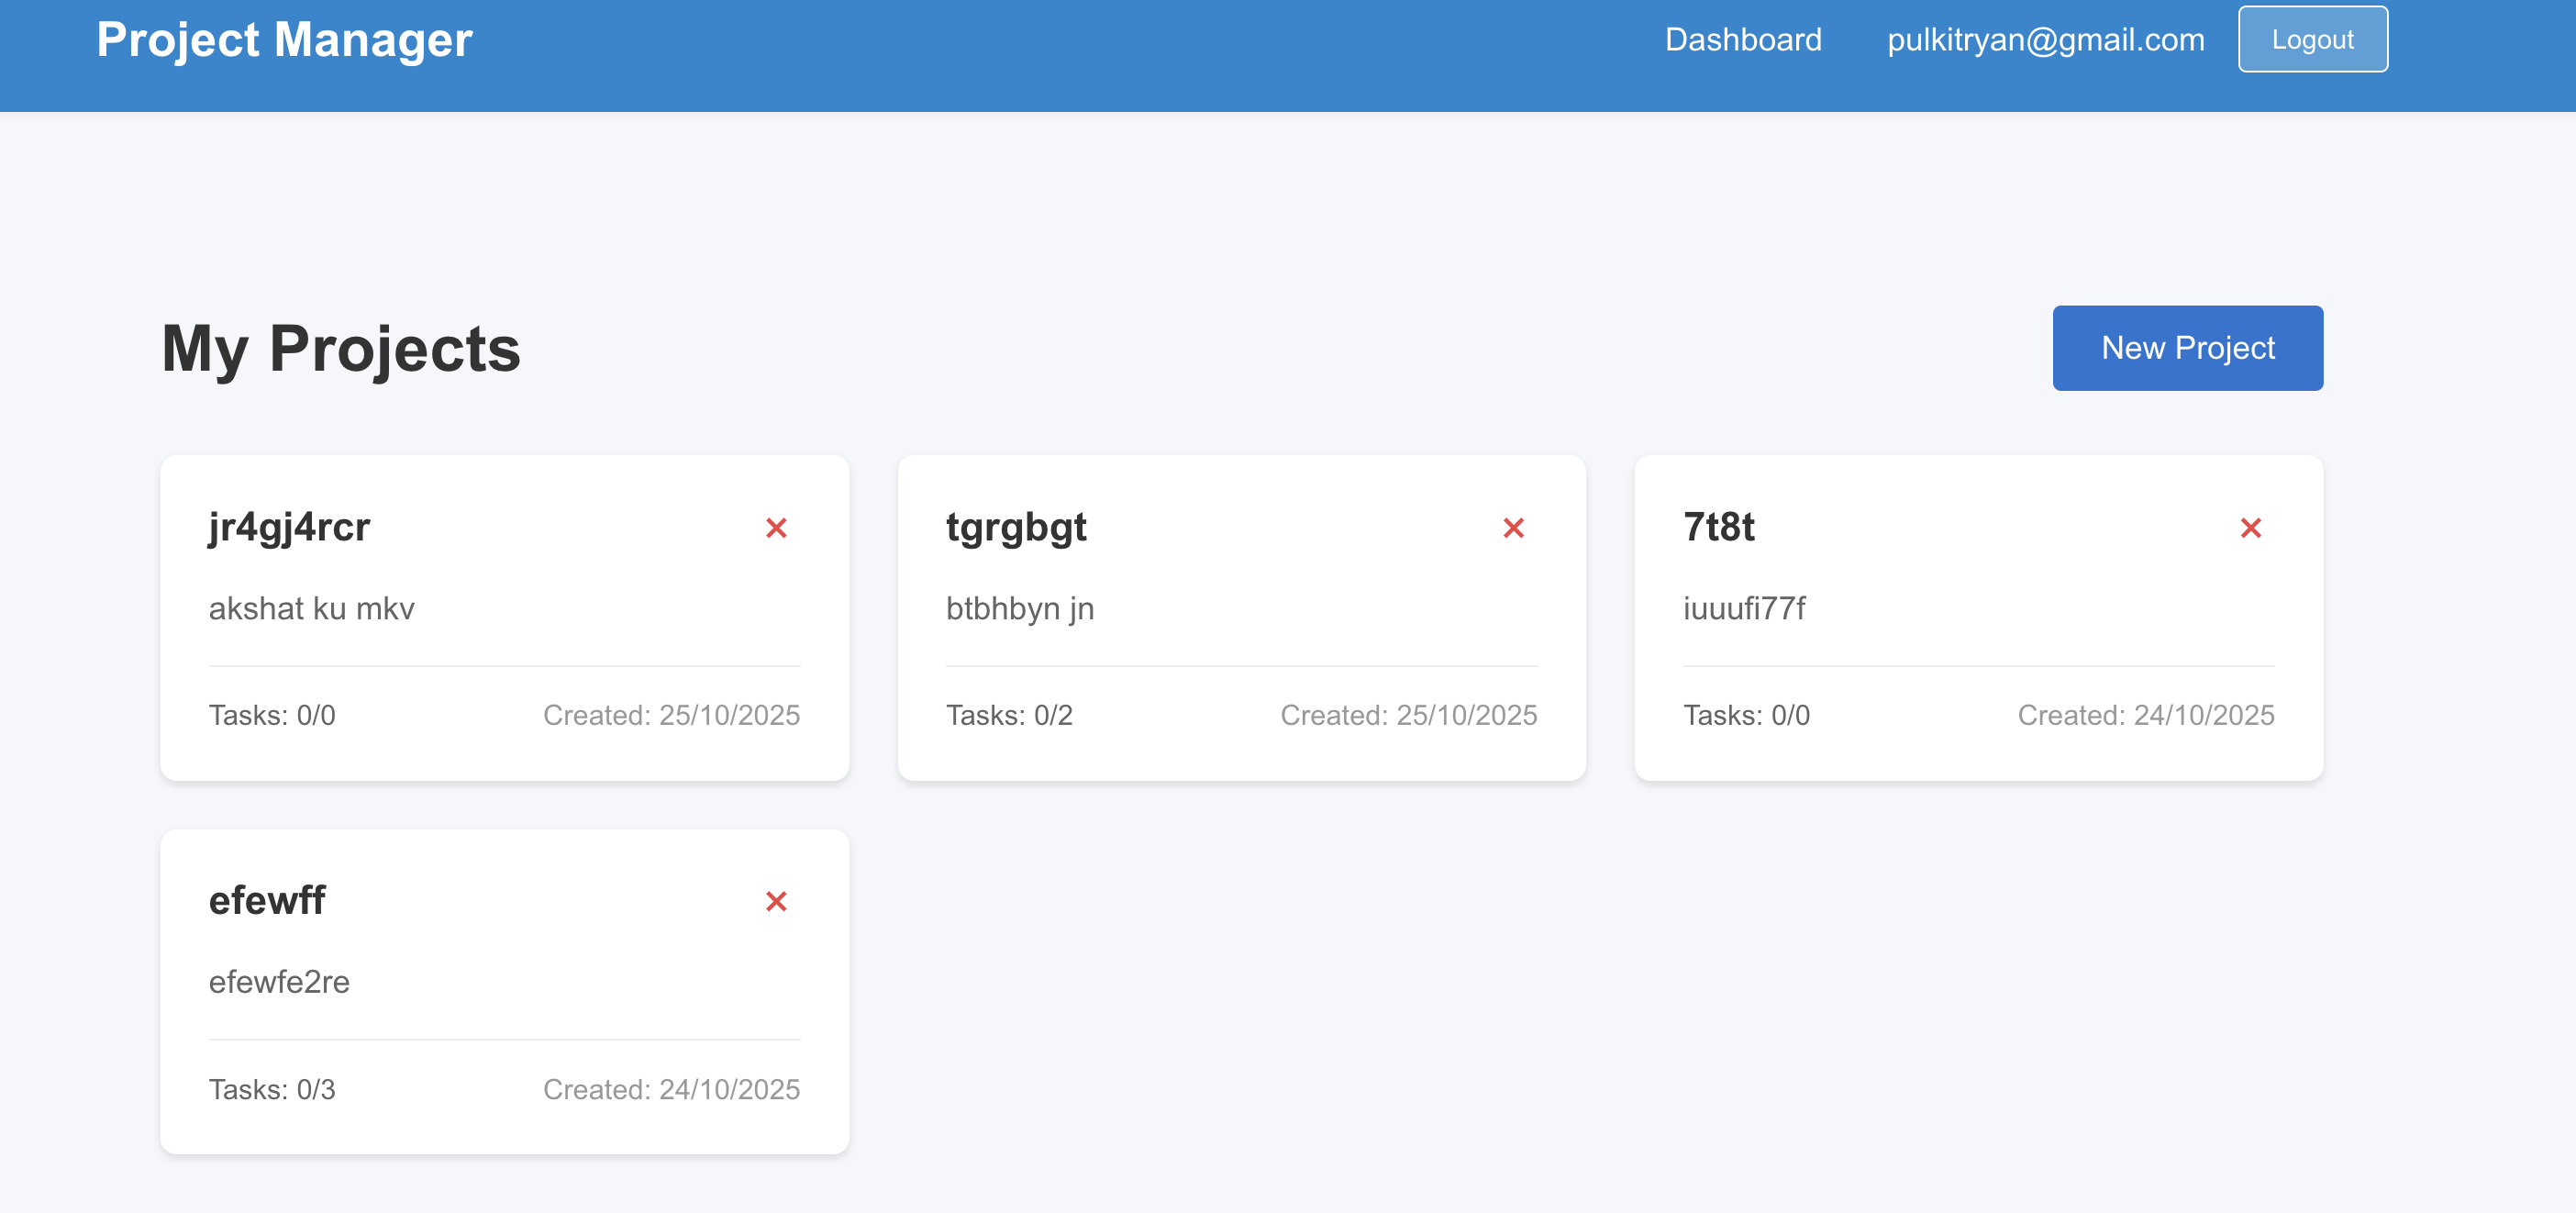 Project Manager
Dashboard pulkitryan@gmail.com Logout
My Projects
New Project
jr4gj4rcr ×
akshat ku mkv
Tasks: 0/0 Created: 25/10/2025
tgrgbgt ×
btbhbyn jn
Tasks: 0/2 Created: 25/10/2025
7t8t ×
iuuufi77f
Tasks: 0/0 Created: 24/10/2025
efewff ×
efewfe2re
Tasks: 0/3 Created: 24/10/2025